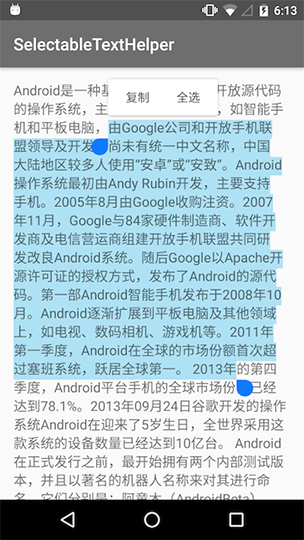 6:13
SelectableTextHelper
复制 全选
Android是一种基 开放源代码
的操作系统，主 ，如智能手
机和平板电脑，由Google公司和开放手机联
盟领导及开发 尚未有统一中文名称，中国
大陆地区较多人使用“安卓”或“安致”。Android
操作系统最初由Andy Rubin开发，主要支持
手机。2005年8月由Google收购注资。2007
年11月，Google与84家硬件制造商、软件开
发商及电信营运商组建开放手机联盟共同研
发改良Android系统。随后Google以Apache开
源许可证的授权方式，发布了Android的源代
码。第一部Android智能手机发布于2008年10
月。Android逐渐扩展到平板电脑及其他领域
上，如电视、数码相机、游戏机等。2011年
第一季度，Android在全球的市场份额首次超
过塞班系统，跃居全球第一。 2013年的第四
季度，Android平台手机的全球市场份 已经
达到78.1%。2013年09月24日谷歌开发的操作
系统Android在迎来了5岁生日，全世界采用这
款系统的设备数量已经达到10亿台。 Android
在正式发行之前，最开始拥有两个内部测试版
本，并且以著名的机器人名称来对其进行命
名，它们分别是：阿童木（AndroidBeta）